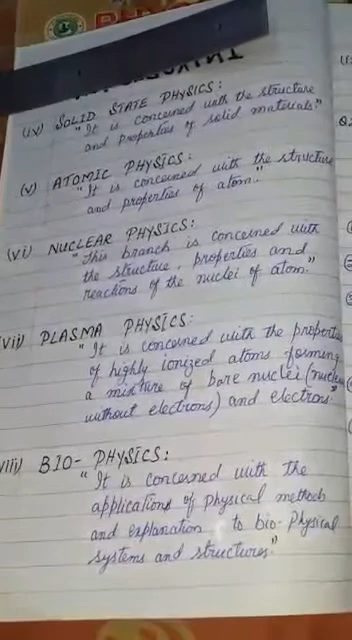 (iv) SOLID STATE PHYSICS:
"It is concerned with the structure
and properties of solid materials."
(v) ATOMIC PHYSICS:
"It is concerned with the structure
and properties of atom."
(vi) NUCLEAR PHYSICS:
"This branch is concerned with
the structure, properties and
reactions of the nuclei of atom."
vii) PLASMA PHYSICS:
"It is concerned with the properti
of highly ionized atoms forming
a mixture of bare nuclei (nucle
without electrons) and electrons."
viii) BIO-PHYSICS:
"It is concerned with the
applications of physical methods
and explanation to bio-Physical
systems and structures."